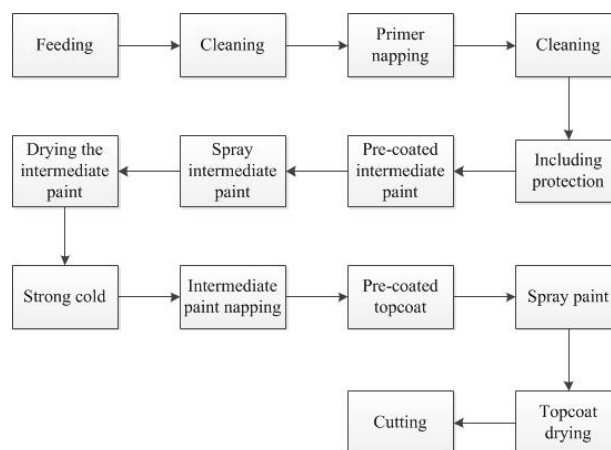 Feeding
Cleaning
Primer
napping
Cleaning
Including
protection
Pre-coated
intermediate
paint
Spray
intermediate
paint
Drying the
intermediate
paint
Strong cold
Intermediate
paint napping
Pre-coated
topcoat
Spray paint
Topcoat
drying
Cutting